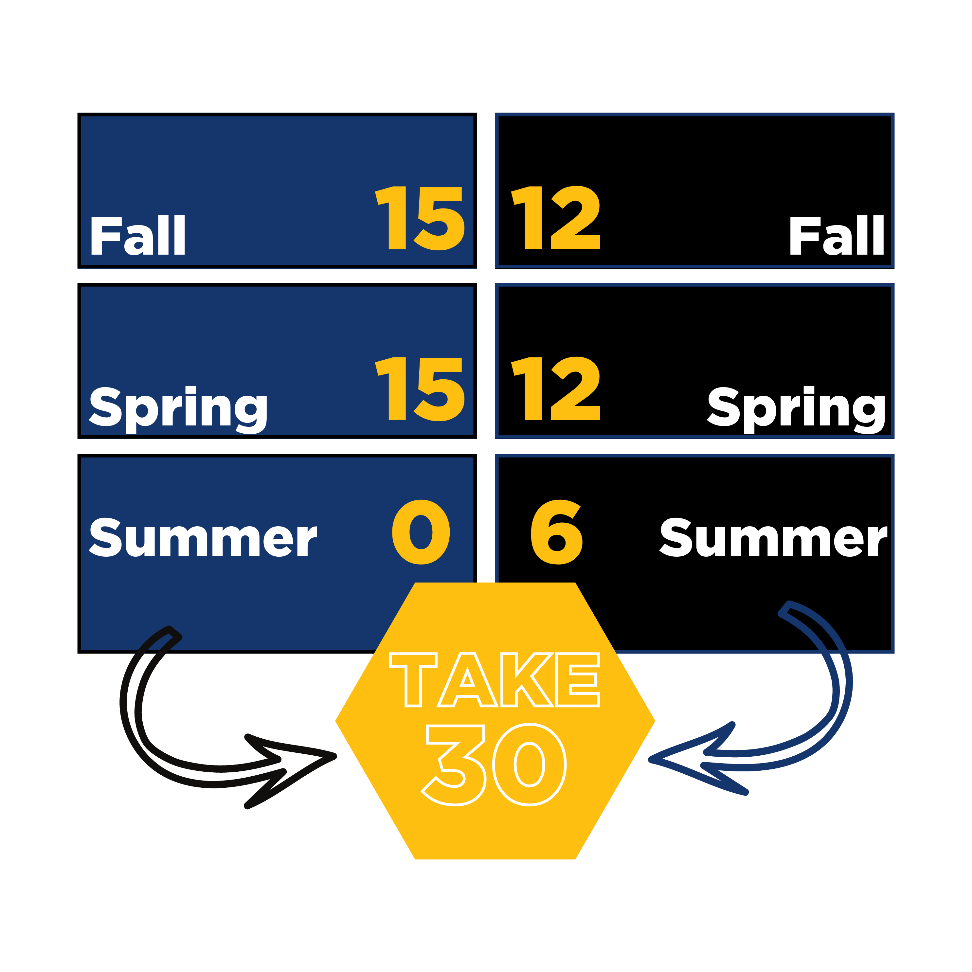 Fall 15
12 Fall
Spring 15
12 Spring
Summer 0
6 Summer
TAKE
30